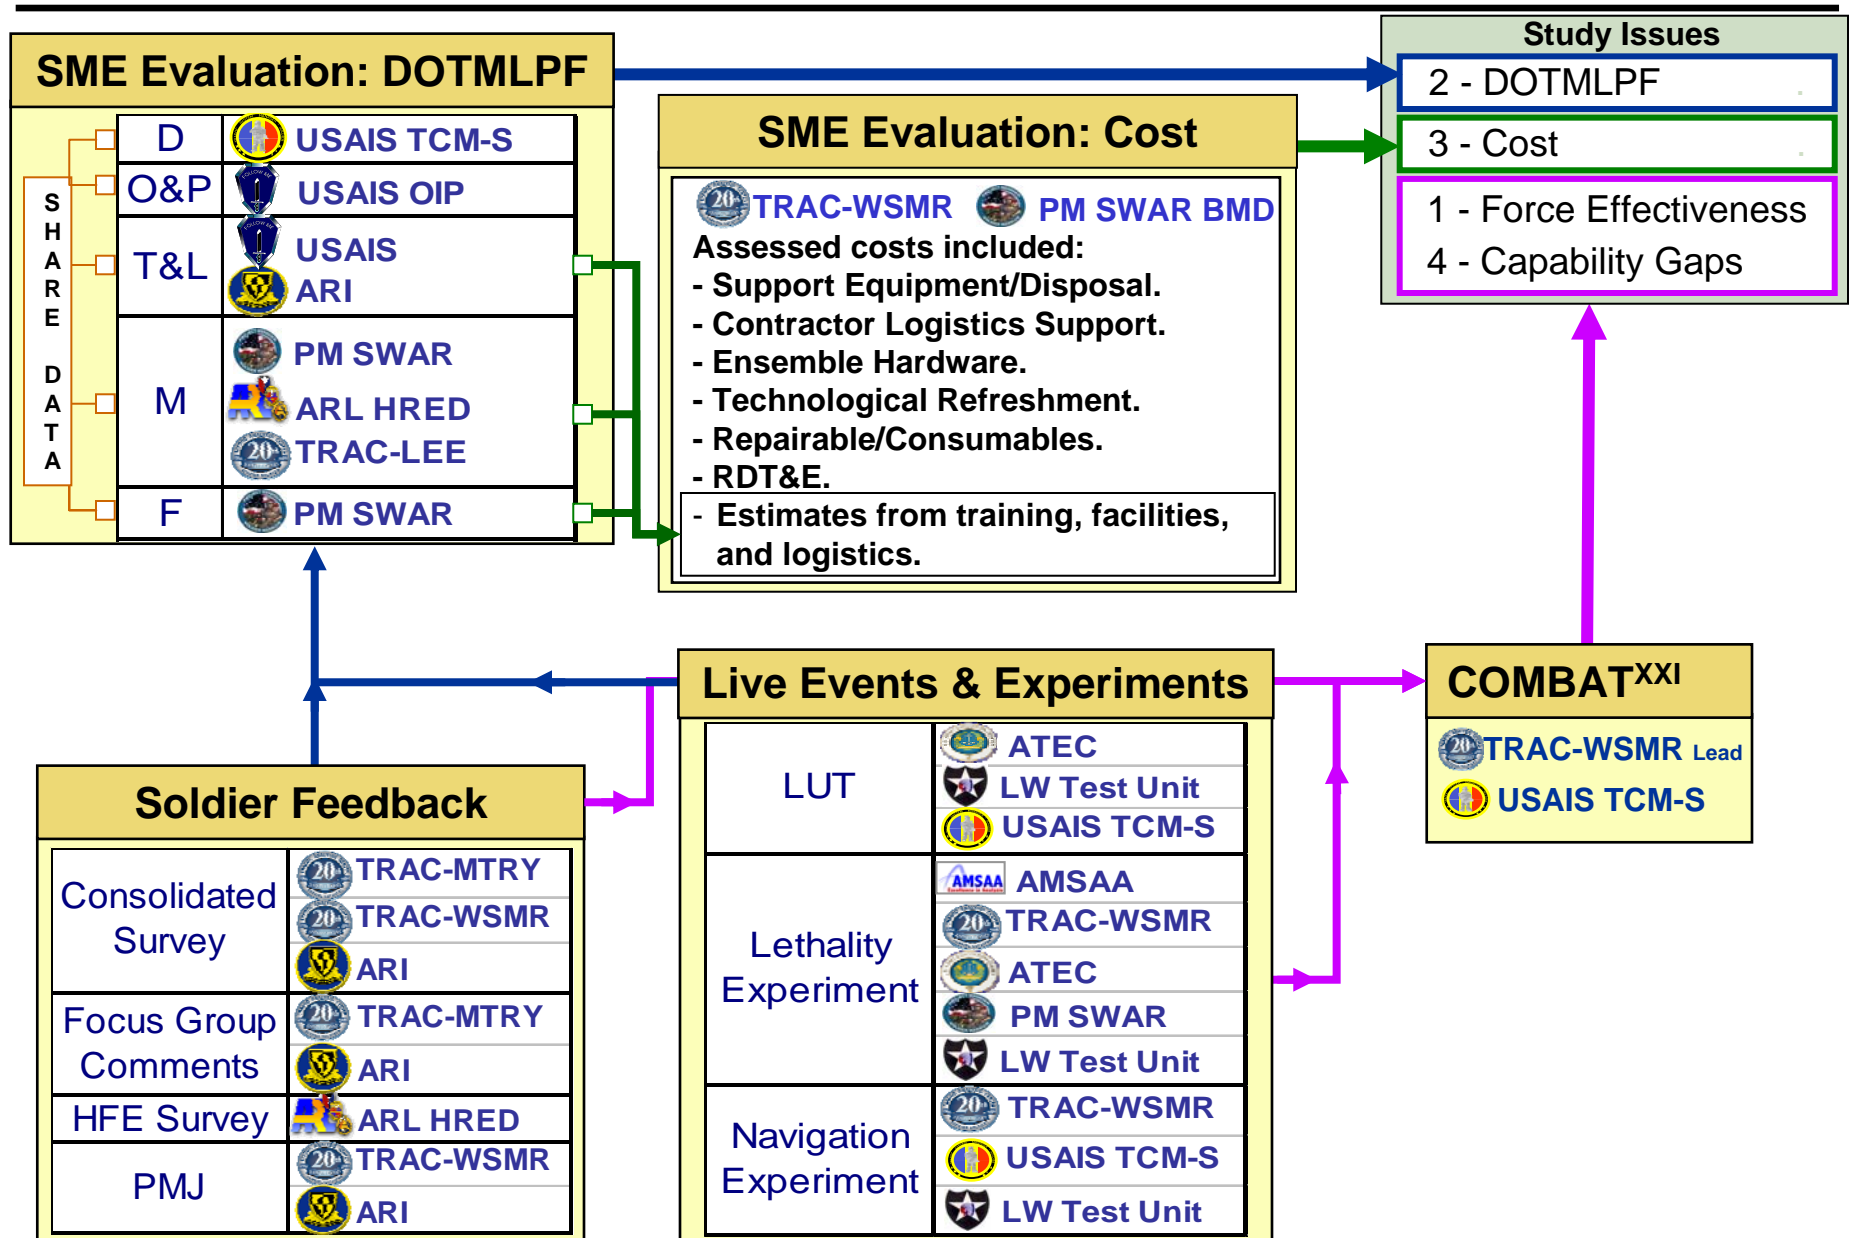 SME Evaluation: DOTMLPF
SHARE DATA
D
USAIS TCM-S
O&P
USAIS OIP
T&L
USAIS
ARI
M
PM SWAR
ARL HRED
TRAC-LEE
F
PM SWAR
SME Evaluation: Cost
TRAC-WSMR PM SWAR BMD
Assessed costs included:
- Support Equipment/Disposal.
- Contractor Logistics Support.
- Ensemble Hardware.
- Technological Refreshment.
- Repairable/Consumables.
- RDT&E.
- Estimates from training, facilities,
and logistics.
Study Issues
2 - DOTMLPF .
3 - Cost .
1 - Force Effectiveness
4 - Capability Gaps
Soldier Feedback
Consolidated
Survey
TRAC-MTRY
TRAC-WSMR
ARI
Focus Group
Comments
TRAC-MTRY
ARI
HFE Survey
ARL HRED
PMJ
TRAC-WSMR
ARI
Live Events & Experiments
LUT
ATEC
LW Test Unit
USAIS TCM-S
Lethality
Experiment
AMSAA
AMSAA
TRAC-WSMR
ATEC
PM SWAR
LW Test Unit
Navigation
Experiment
TRAC-WSMR
USAIS TCM-S
LW Test Unit
COMBATXXI
TRAC-WSMR Lead
USAIS TCM-S